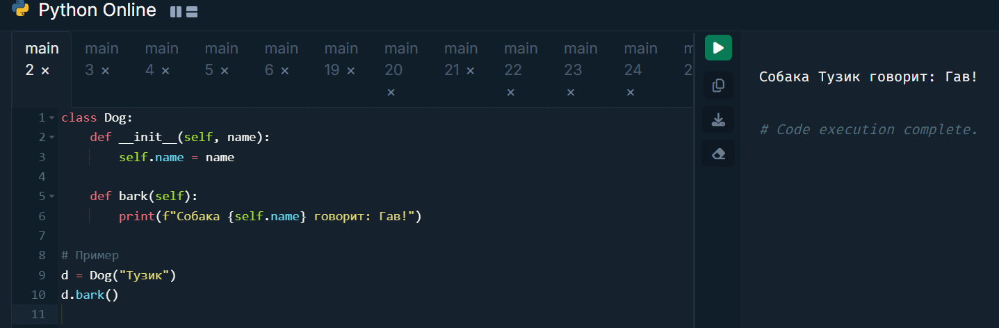 Python Online
main 2 ×
main 3 ×
main 4 ×
main 5 ×
main 6 ×
main 19 ×
main 20 ×
main 21 ×
main 22 ×
main 23 ×
main 24 ×
1 class Dog:
2     def __init__(self, name):
3         self.name = name
4
5     def bark(self):
6         print(f"Собака {self.name} говорит: Гав!")
7
8 # Пример
9 d = Dog("Тузик")
10 d.bark()
11
Собака Тузик говорит: Гав!
# Code execution complete.